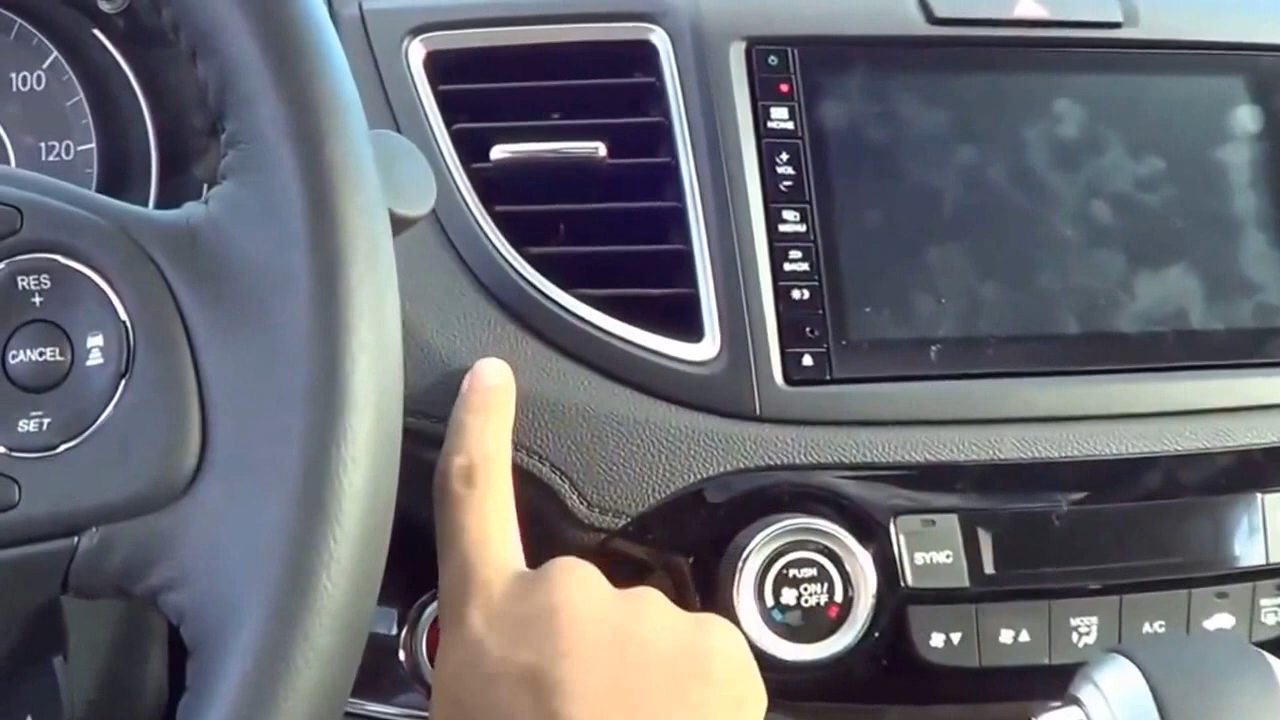 100
120
RES
+
CANCEL
–
SET
HOME
+
VOL
–
MENU
BACK
PUSH
ON/
OFF
SYNC
MODE
A/C